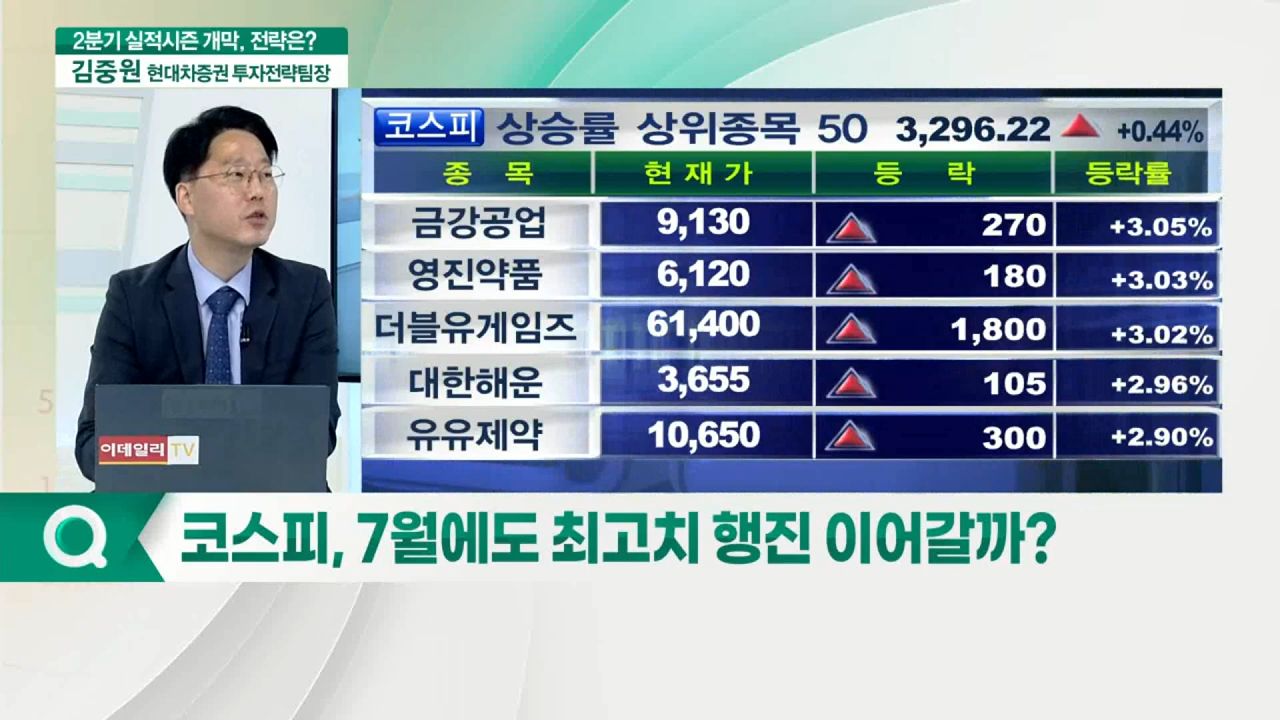 2분기 실적시즌 개막, 전략은?
김중원 현대차증권 투자전략팀장
코스피 상승률 상위종목 50 3,296.22 ▲ +0.44%
종 목 현 재 가 등 락 등락률
금강공업 9,130 ▲ 270 +3.05%
영진약품 6,120 ▲ 180 +3.03%
더블유게임즈 61,400 ▲ 1,800 +3.02%
대한해운 3,655 ▲ 105 +2.96%
유유제약 10,650 ▲ 300 +2.90%
5
1
이데일리 TV
Q 코스피, 7월에도 최고치 행진 이어갈까?